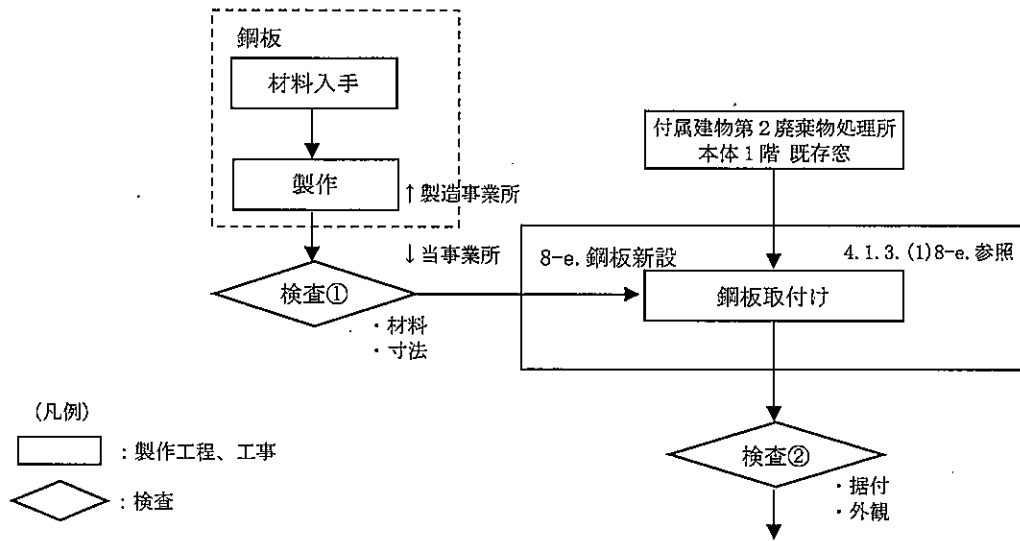 鋼板
材料入手
製作
↑製造事業所
↓当事業所
検査①
・材料
・寸法
付属建物第2廃棄物処理所
本体1階 既存窓
8-e.鋼板新設
4.1.3.(1)8-e.参照
鋼板取付け
検査②
・据付
・外観
(凡例)
：製作工程、工事
：検査